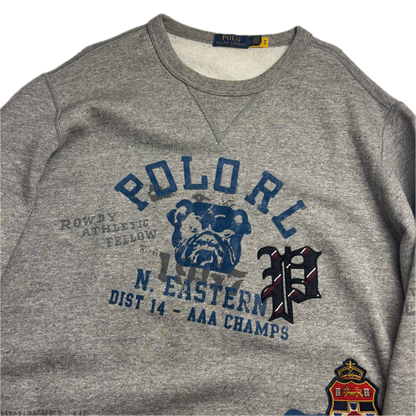 POLO
RALPH LAUREN
POLO RL
ROWDY
ATHLETIC
FELLOW
N. EASTERN
P
DIST 14 - AAA CHAMPS